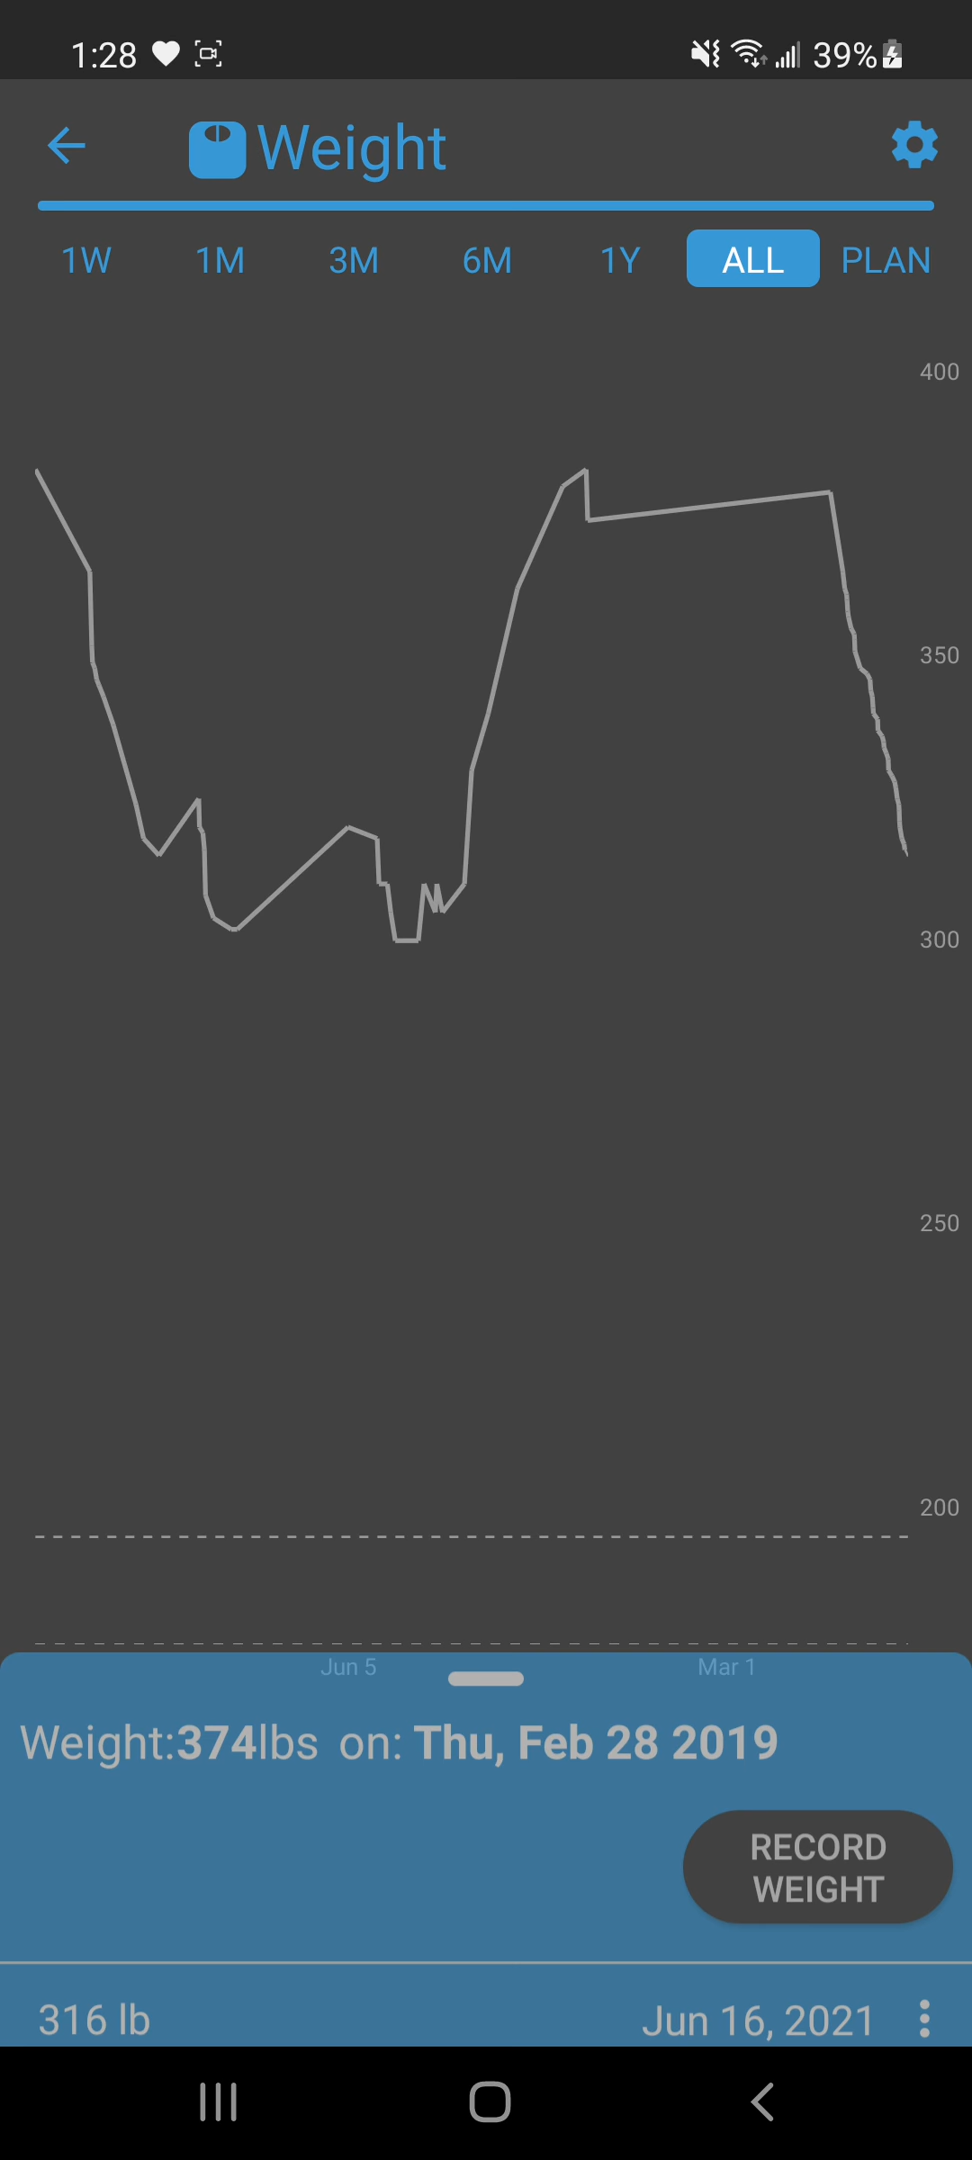 1:28 39%
Weight
1W 1M 3M 6M 1Y ALL PLAN
400
350
300
250
200
Jun 5 Mar 1
Weight:374lbs on: Thu, Feb 28 2019
RECORD
WEIGHT
316 lb Jun 16, 2021